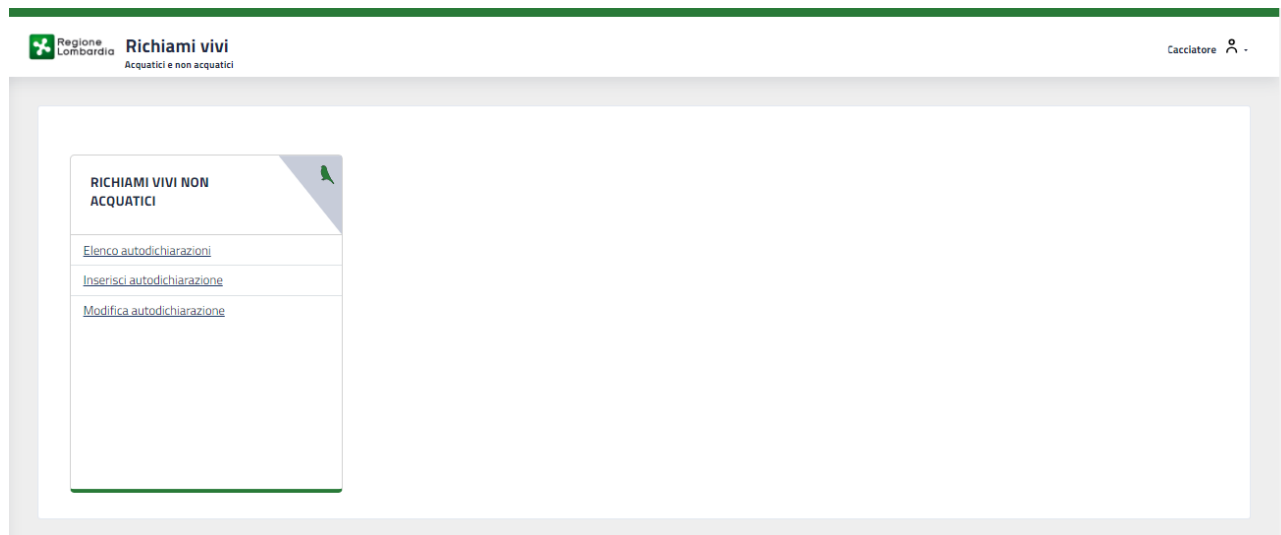 Regione
Lombardia
Richiami vivi
Acquatici e non acquatici
Cacciatore
RICHIAMI VIVI NON
ACQUATICI
Elenco autodichiarazioni
Inserisci autodichiarazione
Modifica autodichiarazione